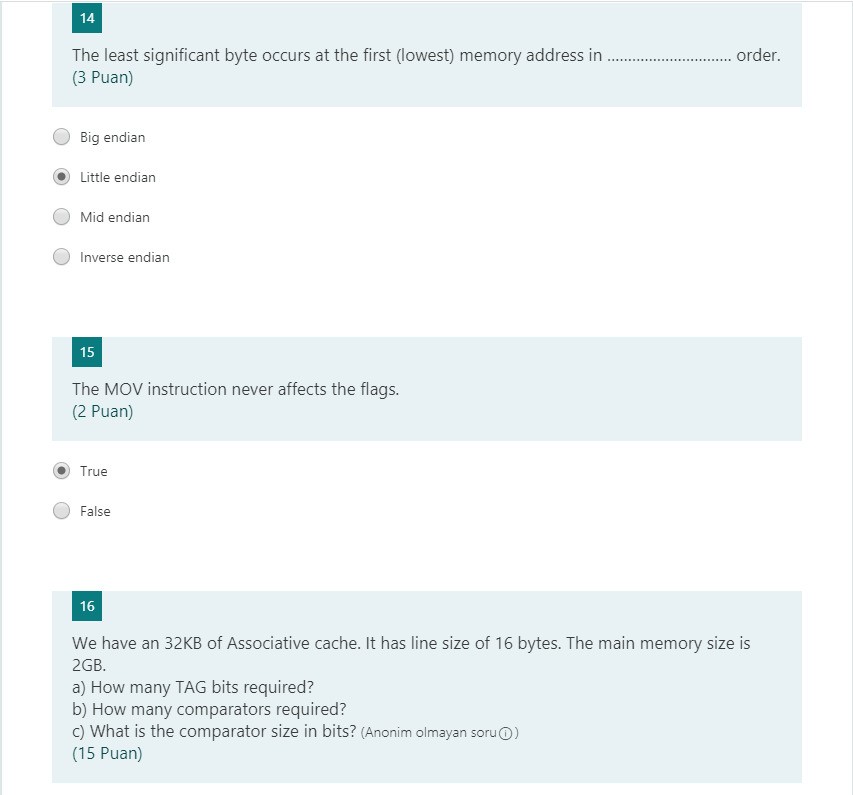 14
The least significant byte occurs at the first (lowest) memory address in .............................. order.
(3 Puan)
Big endian
Little endian
Mid endian
Inverse endian
15
The MOV instruction never affects the flags.
(2 Puan)
True
False
16
We have an 32KB of Associative cache. It has line size of 16 bytes. The main memory size is
2GB.
a) How many TAG bits required?
b) How many comparators required?
c) What is the comparator size in bits? (Anonim olmayan soruⓘ)
(15 Puan)